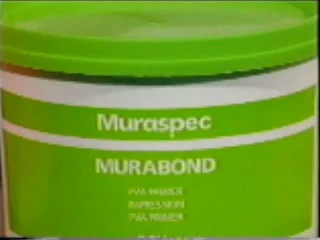 Muraspec
MURABOND
PVA PRIMER
IMPRESSION
PVA PRIMER